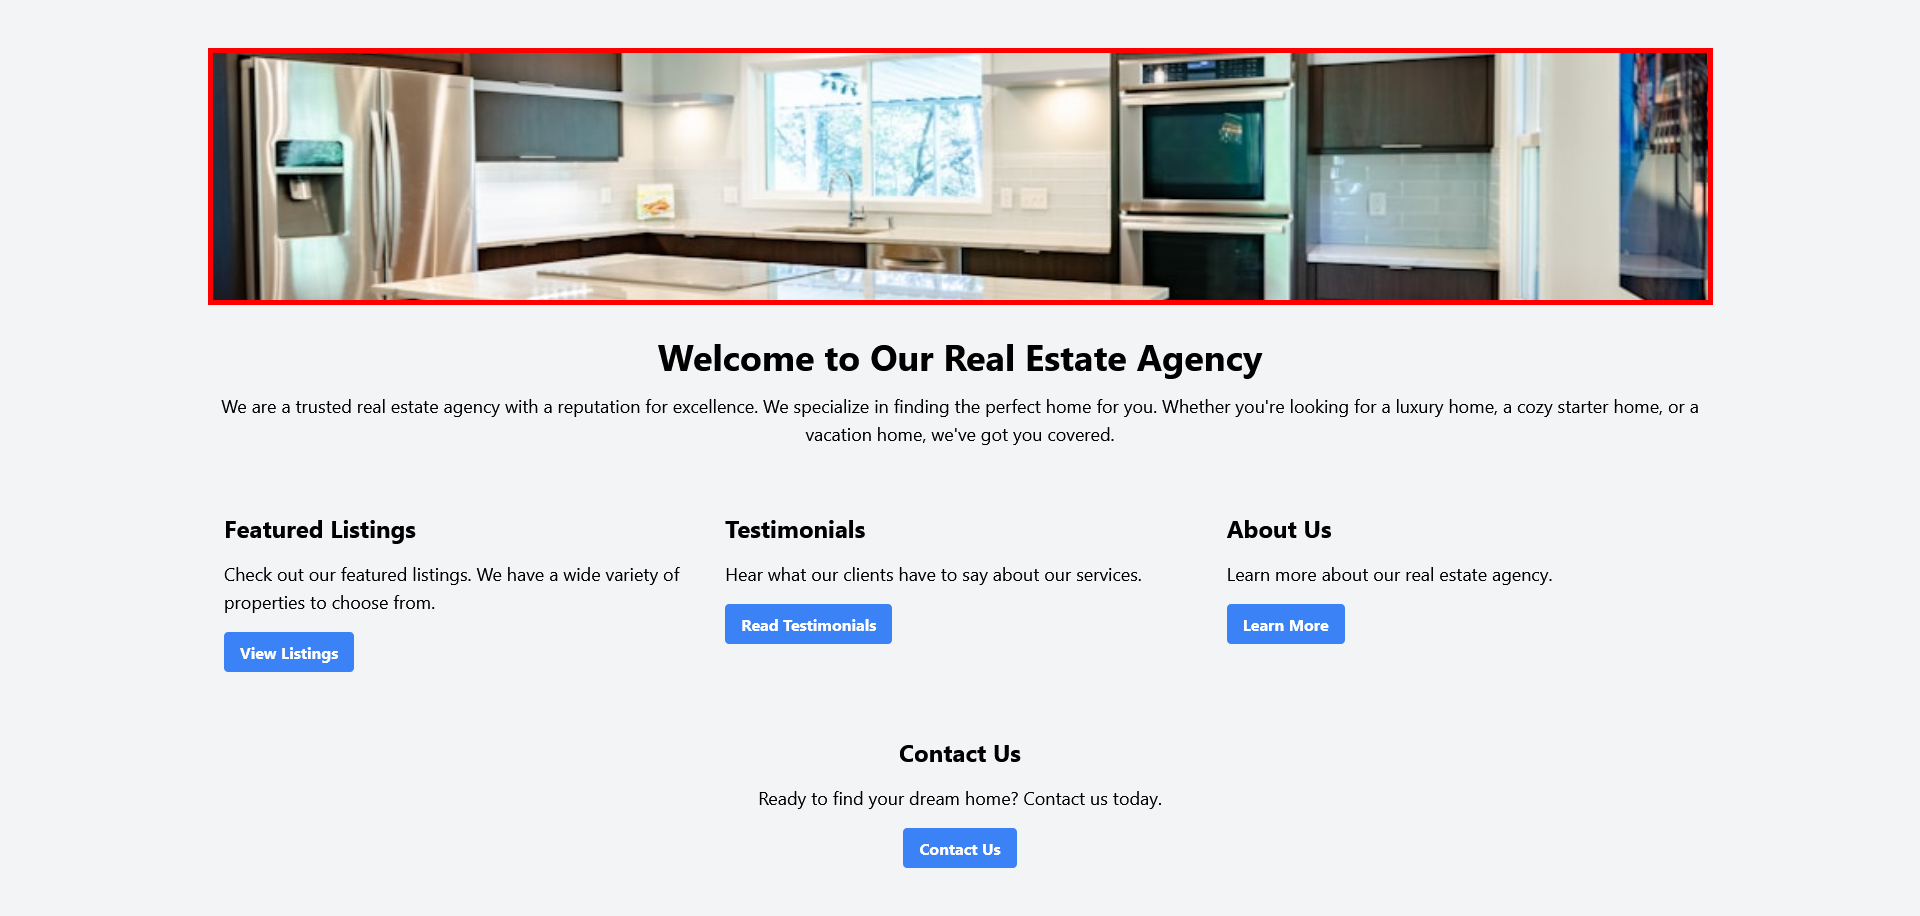 Welcome to Our Real Estate Agency
We are a trusted real estate agency with a reputation for excellence. We specialize in finding the perfect home for you. Whether you're looking for a luxury home, a cozy starter home, or a
vacation home, we've got you covered.
Featured Listings
Check out our featured listings. We have a wide variety of
properties to choose from.
View Listings
Testimonials
Hear what our clients have to say about our services.
Read Testimonials
About Us
Learn more about our real estate agency.
Learn More
Contact Us
Ready to find your dream home? Contact us today.
Contact Us